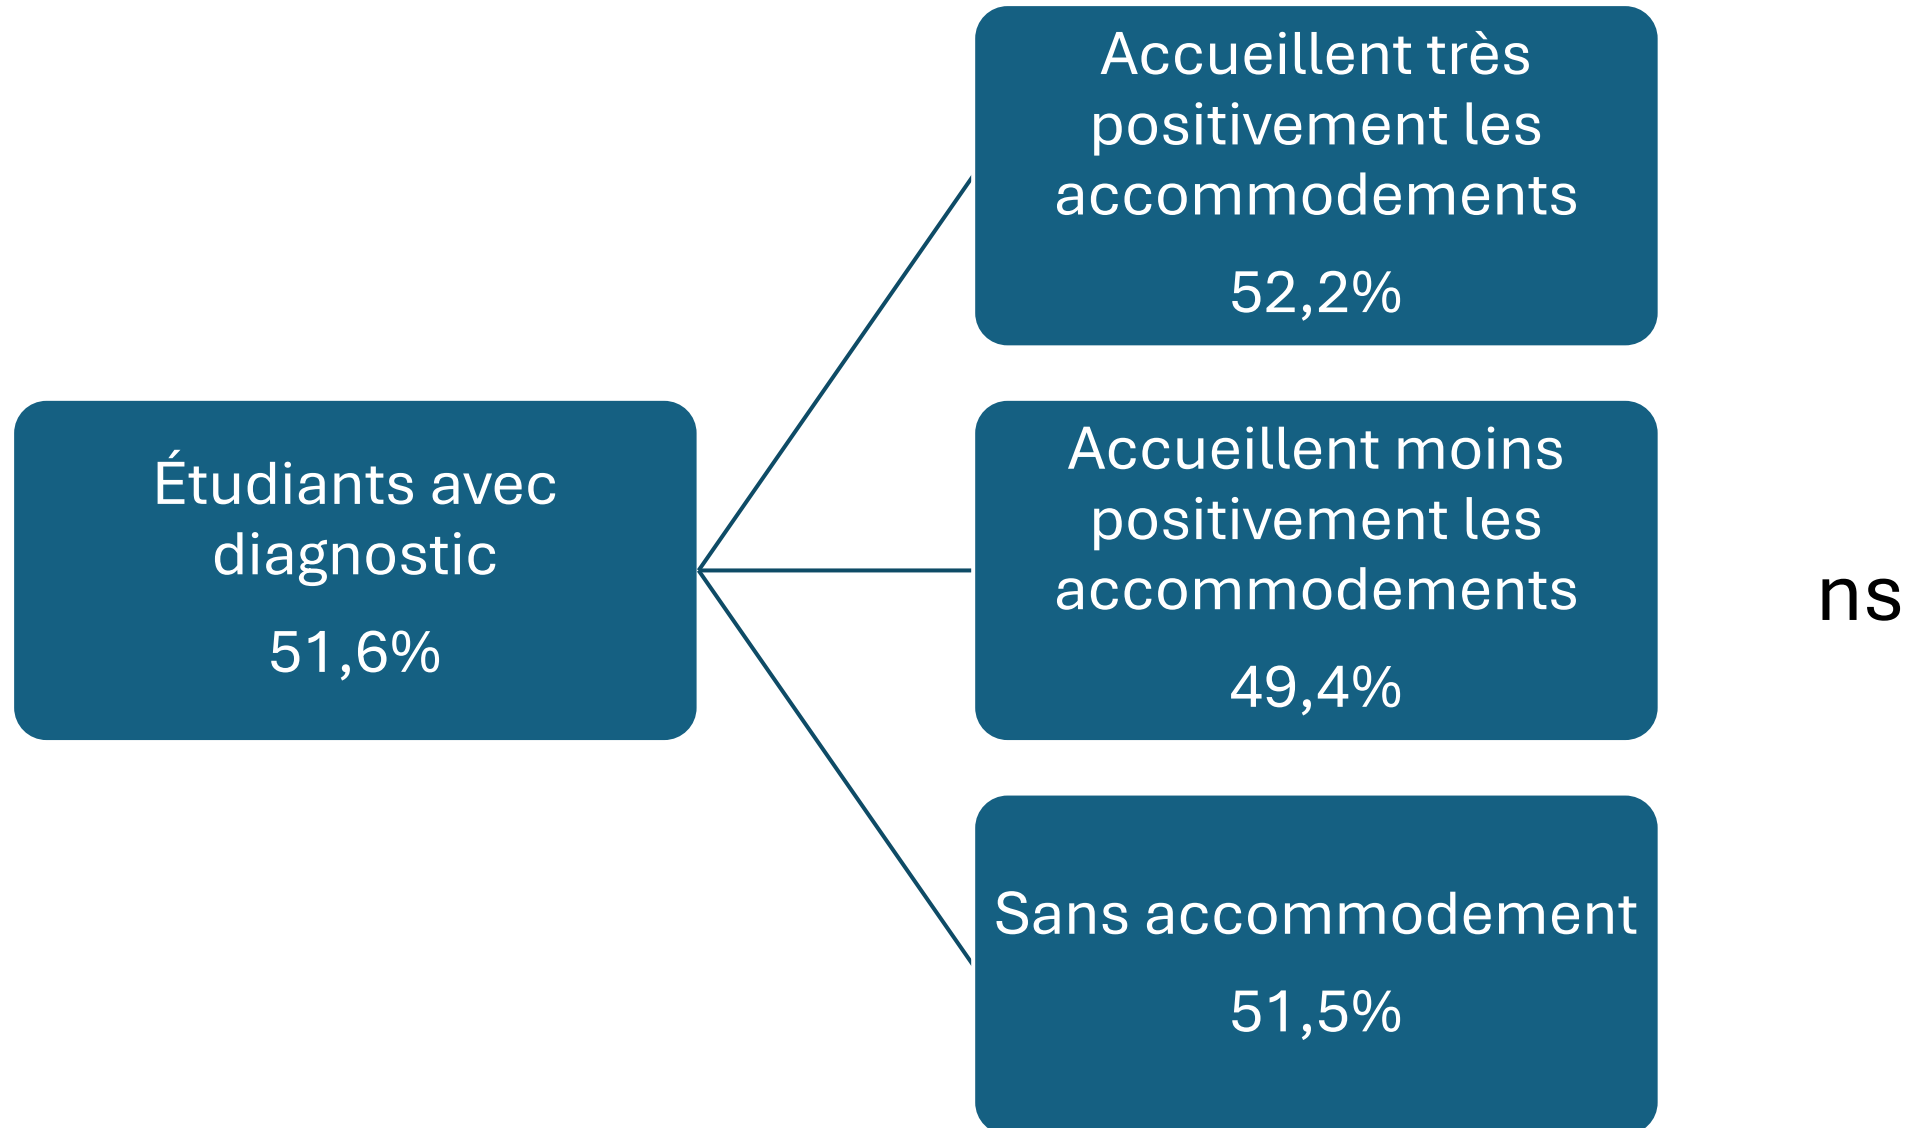 Accueillent très
positivement les
accommodements
52,2%
Étudiants avec
diagnostic
51,6%
Accueillent moins
positivement les
accommodements
49,4%
ns
Sans accommodement
51,5%